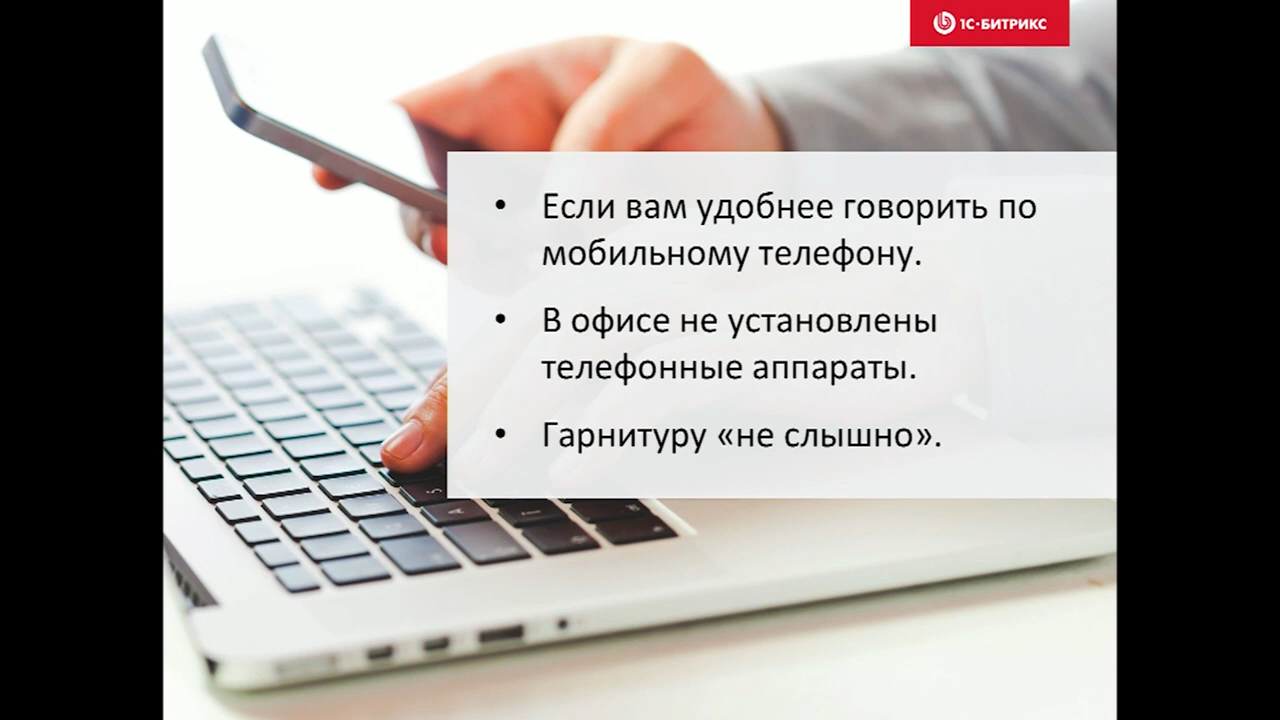 1С-БИТРИКС
• Если вам удобнее говорить по
мобильному телефону.
• В офисе не установлены
телефонные аппараты.
• Гарнитуру «не слышно».